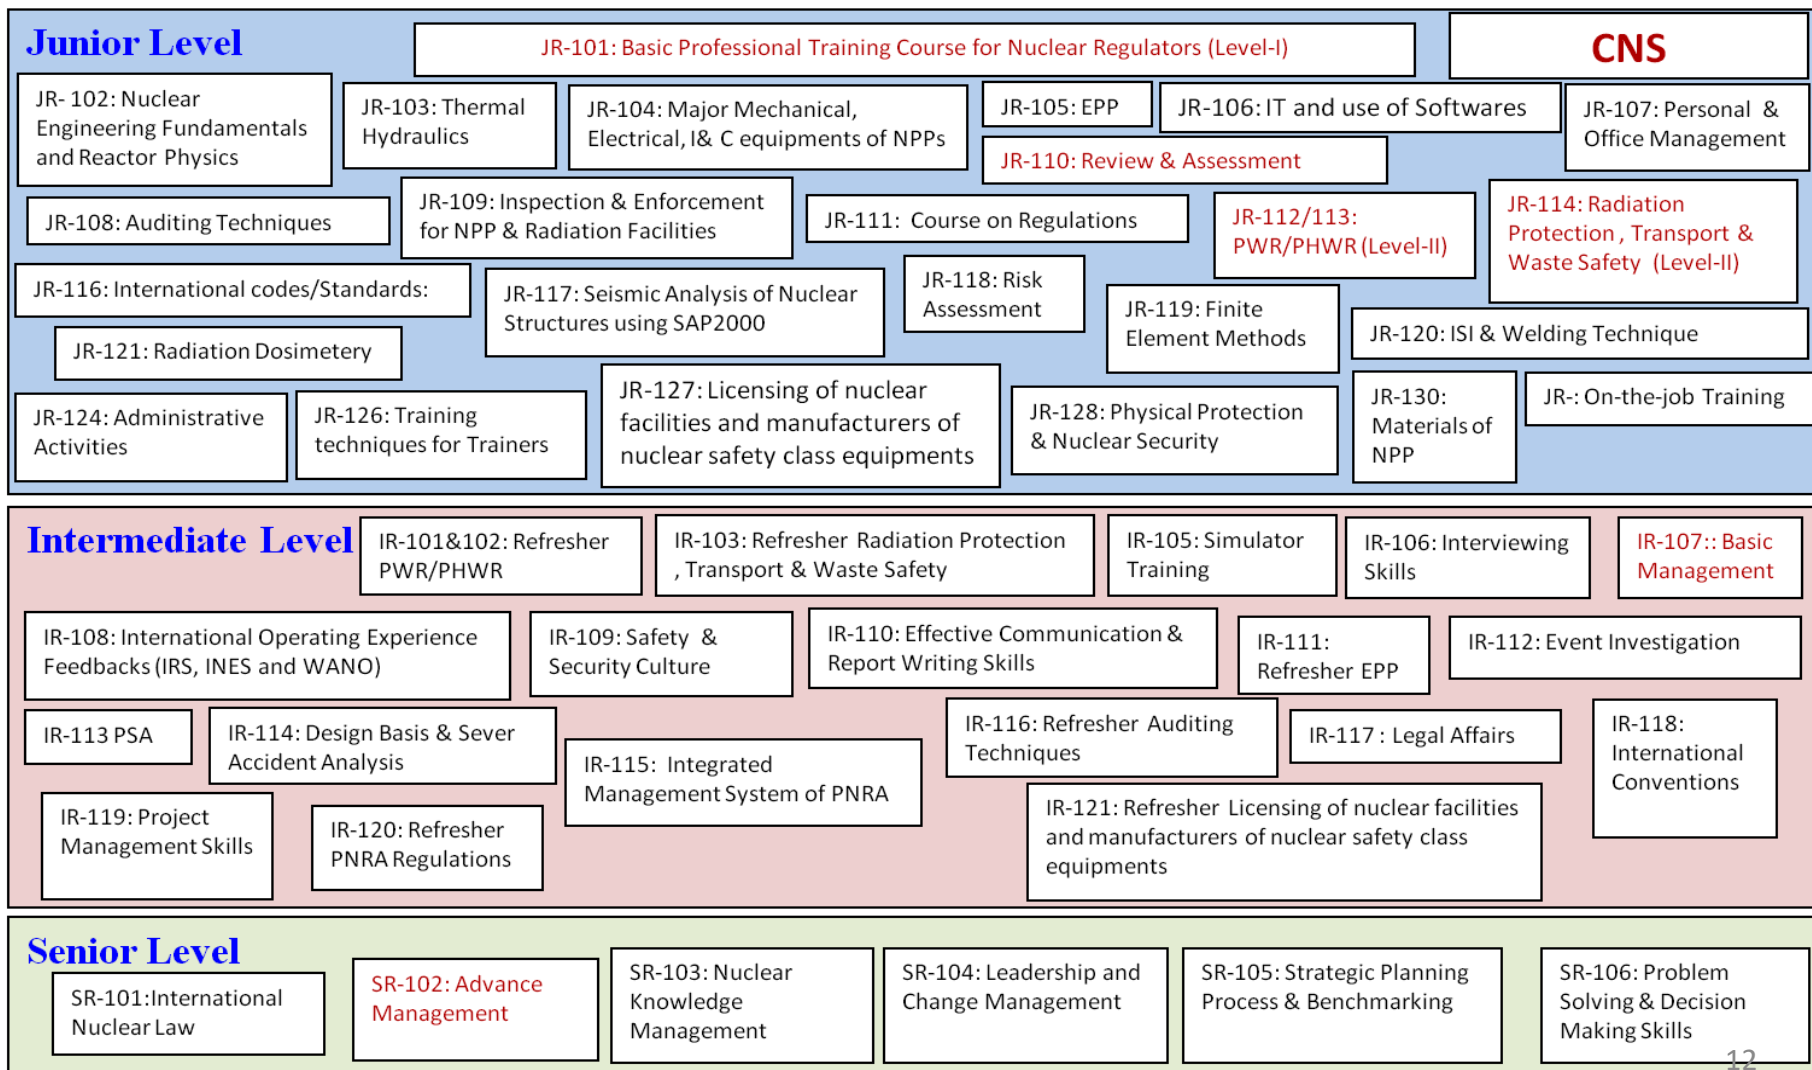 Junior Level
JR-101: Basic Professional Training Course for Nuclear Regulators (Level-I)
CNS
JR- 102: Nuclear
Engineering Fundamentals
and Reactor Physics
JR-103: Thermal
Hydraulics
JR-104: Major Mechanical,
Electrical, I& C equipments of NPPs
JR-105: EPP
JR-106: IT and use of Softwares
JR-107: Personal &
Office Management
JR-110: Review & Assessment
JR-108: Auditing Techniques
JR-109: Inspection & Enforcement
for NPP & Radiation Facilities
JR-111: Course on Regulations
JR-112/113:
PWR/PHWR (Level-II)
JR-114: Radiation
Protection , Transport &
Waste Safety (Level-II)
JR-116: International codes/Standards:
JR-117: Seismic Analysis of Nuclear
Structures using SAP2000
JR-118: Risk
Assessment
JR-119: Finite
Element Methods
JR-120: ISI & Welding Technique
JR-121: Radiation Dosimetery
JR-124: Administrative
Activities
JR-126: Training
techniques for Trainers
JR-127: Licensing of nuclear
facilities and manufacturers of
nuclear safety class equipments
JR-128: Physical Protection
& Nuclear Security
JR-130:
Materials of
NPP
JR-: On-the-job Training
Intermediate Level
IR-101&102: Refresher
PWR/PHWR
IR-103: Refresher Radiation Protection
, Transport & Waste Safety
IR-105: Simulator
Training
IR-106: Interviewing
Skills
IR-107:: Basic
Management
IR-108: International Operating Experience
Feedbacks (IRS, INES and WANO)
IR-109: Safety &
Security Culture
IR-110: Effective Communication &
Report Writing Skills
IR-111:
Refresher EPP
IR-112: Event Investigation
IR-113 PSA
IR-114: Design Basis & Sever
Accident Analysis
IR-115: Integrated
Management System of PNRA
IR-116: Refresher Auditing
Techniques
IR-117 : Legal Affairs
IR-118:
International
Conventions
IR-119: Project
Management Skills
IR-120: Refresher
PNRA Regulations
IR-121: Refresher Licensing of nuclear facilities
and manufacturers of nuclear safety class
equipments
Senior Level
SR-101:International
Nuclear Law
SR-102: Advance
Management
SR-103: Nuclear
Knowledge
Management
SR-104: Leadership and
Change Management
SR-105: Strategic Planning
Process & Benchmarking
SR-106: Problem
Solving & Decision
Making Skills
12